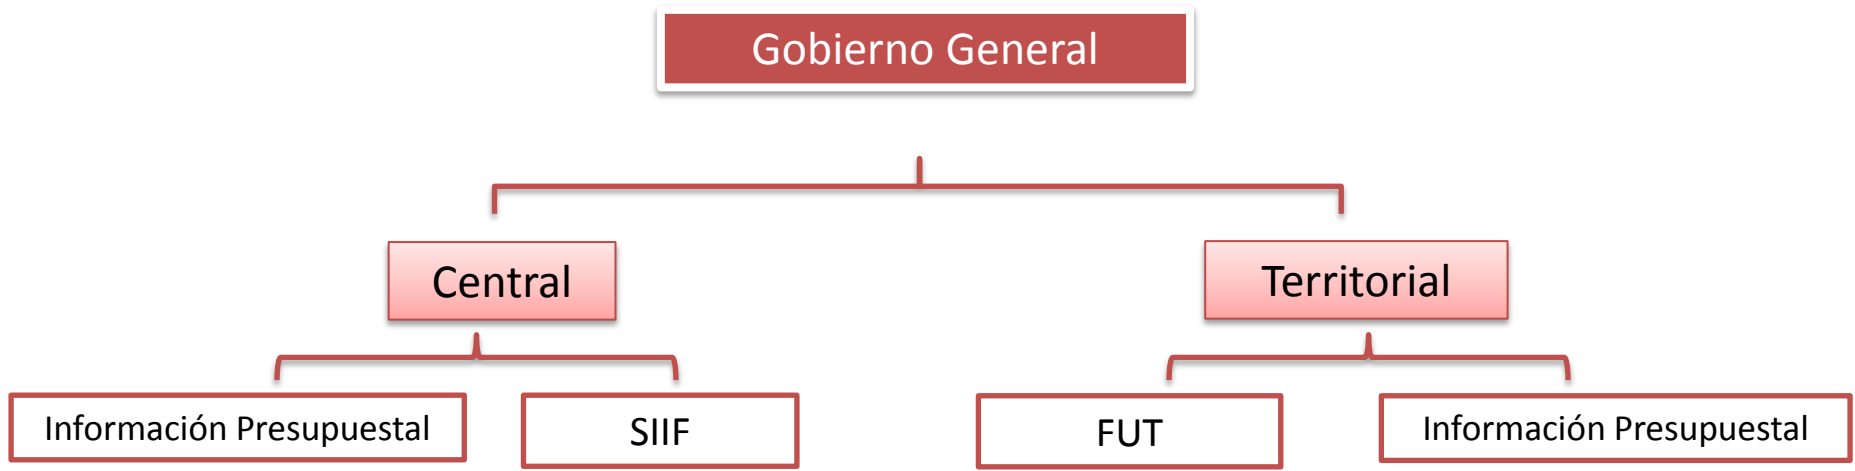 Gobierno General
Central
Territorial
Información Presupuestal
SIIF
FUT
Información Presupuestal